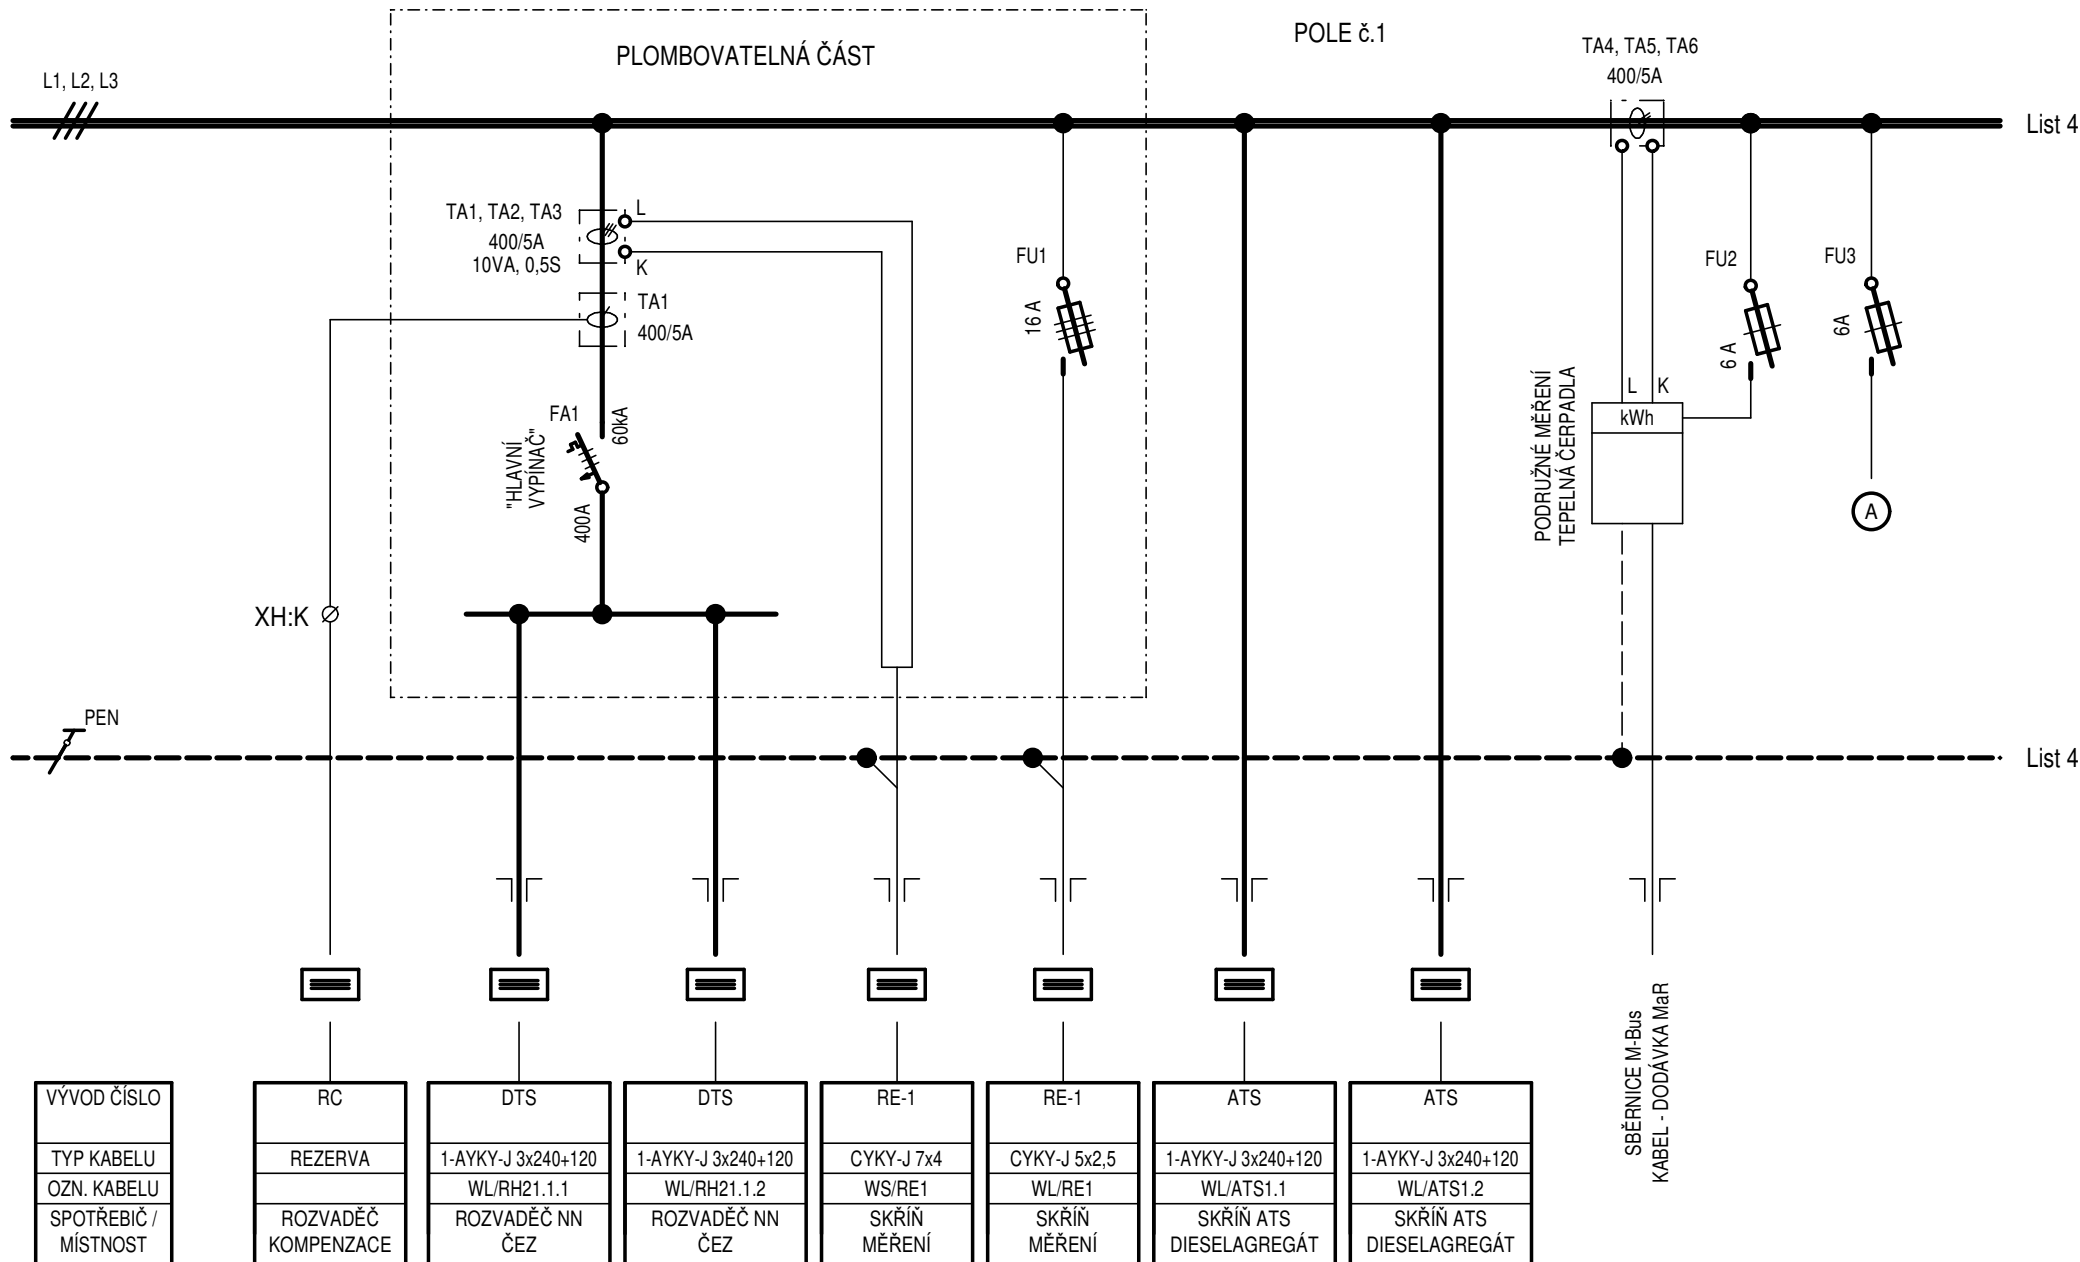 POLE č.1
PLOMBOVATELNÁ ČÁST
TA4, TA5, TA6
400/5A
L1, L2, L3
List 4
TA1, TA2, TA3
400/5A
10VA, 0,5S
L
K
TA1
400/5A
FU1
16 A
FU2
6 A
FU3
6A
FA1
60kA
"HLAVNÍ
VYPÍNAČ"
400A
L
K
kWh
PODRUŽNÉ MĚŘENÍ
TEPELNÁ ČERPADLA
A
XH:K
PEN
List 4
SBĚRNICE M-Bus
KABEL - DODÁVKA MaR
VÝVOD ČÍSLO
RC
DTS
DTS
RE-1
RE-1
ATS
ATS
TYP KABELU
REZERVA
1-AYKY-J 3x240+120
1-AYKY-J 3x240+120
CYKY-J 7x4
CYKY-J 5x2,5
1-AYKY-J 3x240+120
1-AYKY-J 3x240+120
OZN. KABELU
WL/RH21.1.1
WL/RH21.1.2
WS/RE1
WL/RE1
WL/ATS1.1
WL/ATS1.2
SPOTŘEBIČ /
MÍSTNOST
ROZVADĚČ
KOMPENZACE
ROZVADĚČ NN
ČEZ
ROZVADĚČ NN
ČEZ
SKŘÍŇ
MĚŘENÍ
SKŘÍŇ
MĚŘENÍ
SKŘÍŇ ATS
DIESELAGREGÁT
SKŘÍŇ ATS
DIESELAGREGÁT